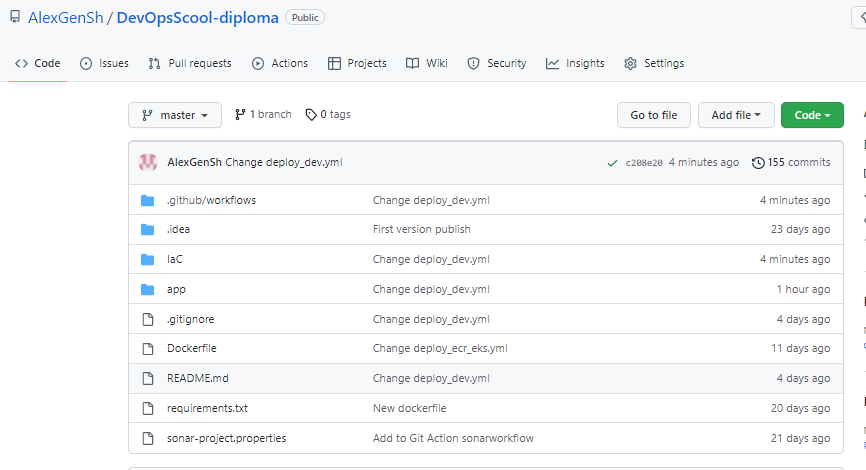 AlexGenSh / DevOpsScool-diploma Public
Code Issues Pull requests Actions Projects Wiki Security Insights Settings
master 1 branch 0 tags Go to file Add file Code
AlexGenSh Change deploy_dev.yml c208e20 4 minutes ago 155 commits
.github/workflows Change deploy_dev.yml 4 minutes ago
.idea First version publish 23 days ago
IaC Change deploy_dev.yml 4 minutes ago
app Change deploy_dev.yml 1 hour ago
.gitignore Change deploy_dev.yml 4 days ago
Dockerfile Change deploy_ecr_eks.yml 11 days ago
README.md Change deploy_dev.yml 4 days ago
requirements.txt New dockerfile 20 days ago
sonar-project.properties Add to Git Action sonarworkflow 21 days ago